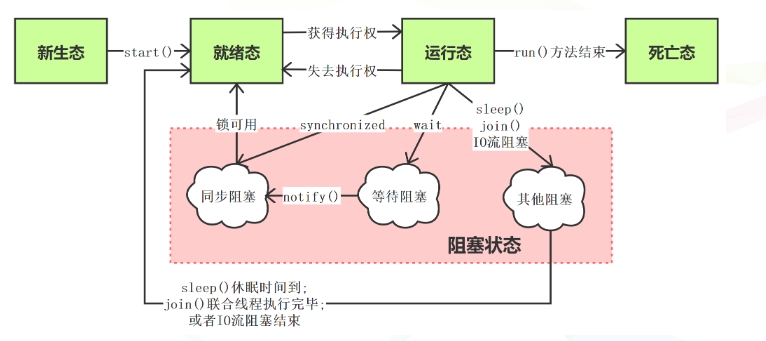 新生态
start()
就绪态
获得执行权
失去执行权
运行态
run()方法结束
死亡态
锁可用
synchronized
wait
sleep()
join()
IO流阻塞
同步阻塞
notify()
等待阻塞
其他阻塞
阻塞状态
sleep()休眠时间到;
join()联合线程执行完毕;
或者IO流阻塞结束